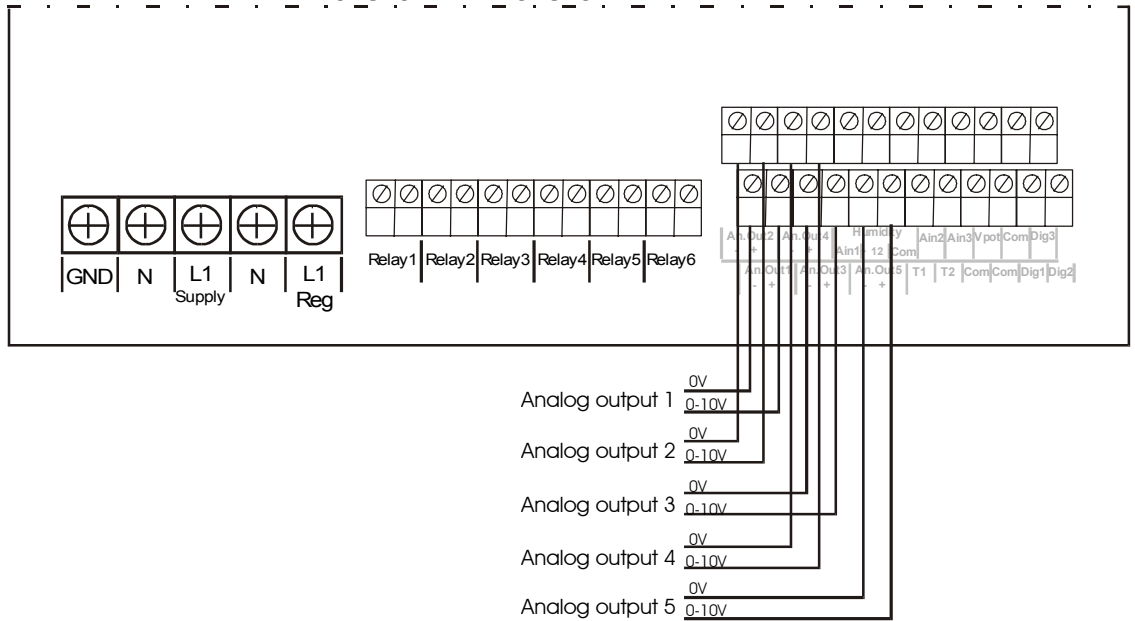 Relay1 Relay2 Relay3 Relay4 Relay5 Relay6
GND N L1 N L1
Supply Reg
An.Out2 An.Out4 Humidity Ain2 Ain3 Vpot Com Dig3
- + - + Ain1 - 12 Com
An.Out1 An.Out3 An.Out5 T1 T2 Com Com Dig1 Dig2
- + - + - +
0V
Analog output 1 0-10V
0V
Analog output 2 0-10V
0V
Analog output 3 0-10V
0V
Analog output 4 0-10V
0V
Analog output 5 0-10V